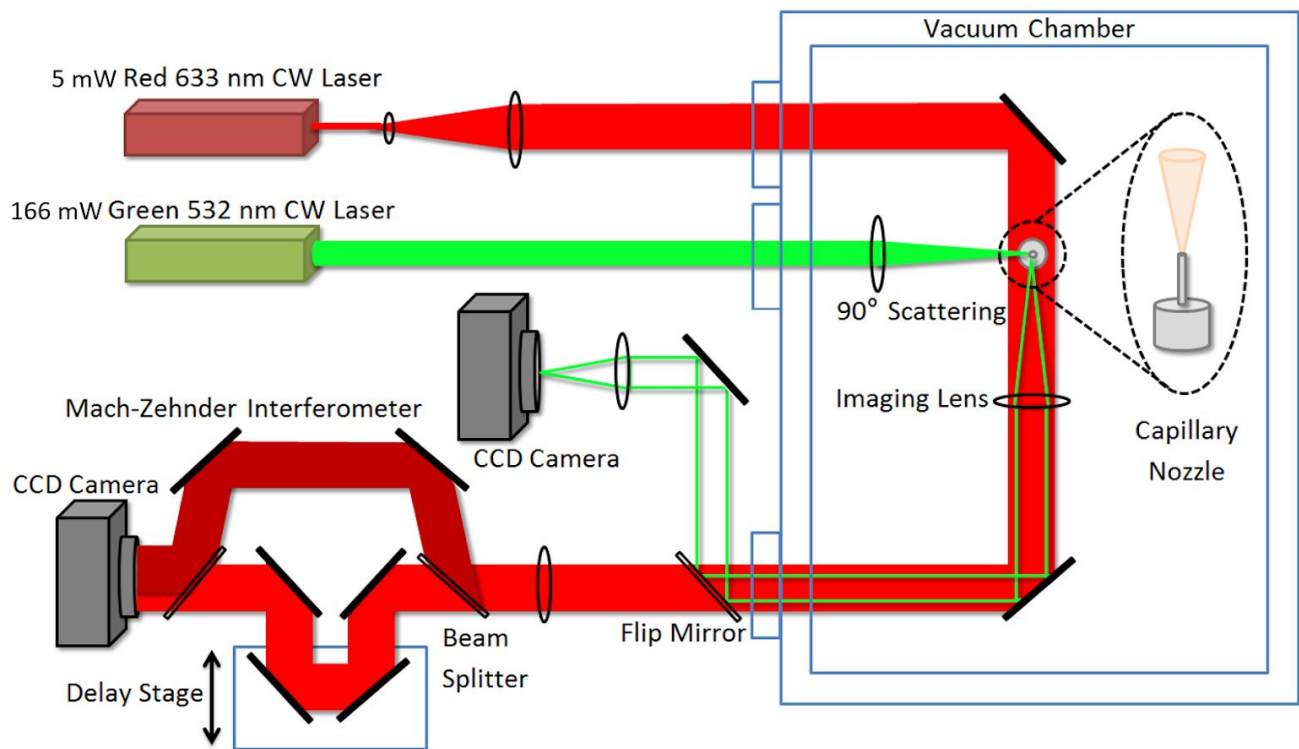 Vacuum Chamber
5 mW Red 633 nm CW Laser
166 mW Green 532 nm CW Laser
90° Scattering
Imaging Lens
Capillary
Nozzle
Mach-Zehnder Interferometer
CCD Camera
CCD Camera
Flip Mirror
Beam
Splitter
Delay Stage